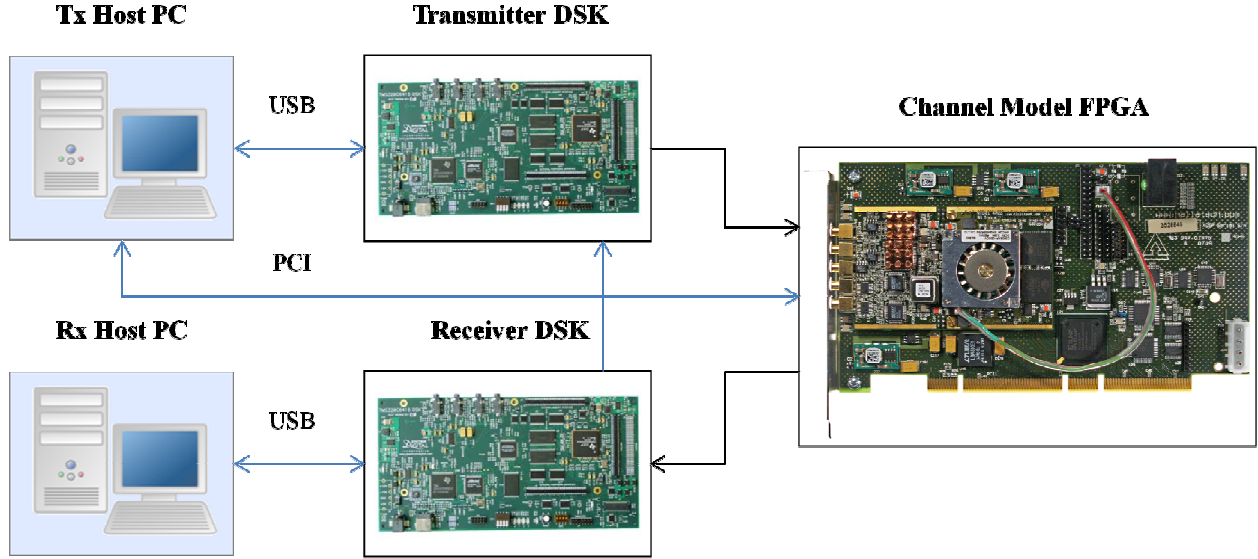 Tx Host PC
Transmitter DSK
USB
Channel Model FPGA
PCI
Rx Host PC
Receiver DSK
USB